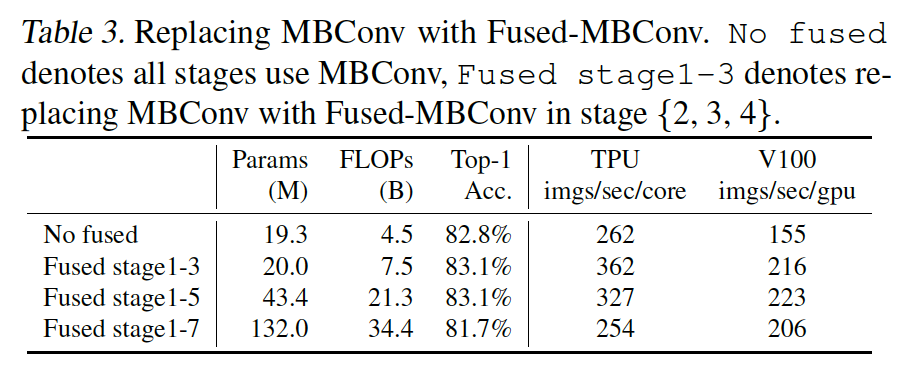 Table 3. Replacing MBConv with Fused-MBConv. No fused
denotes all stages use MBConv, Fused stage1-3 denotes re-
placing MBConv with Fused-MBConv in stage {2, 3, 4}.
Params FLOPs Top-1 TPU V100
(M) (B) Acc. imgs/sec/core imgs/sec/gpu
No fused 19.3 4.5 82.8% 262 155
Fused stage1-3 20.0 7.5 83.1% 362 216
Fused stage1-5 43.4 21.3 83.1% 327 223
Fused stage1-7 132.0 34.4 81.7% 254 206